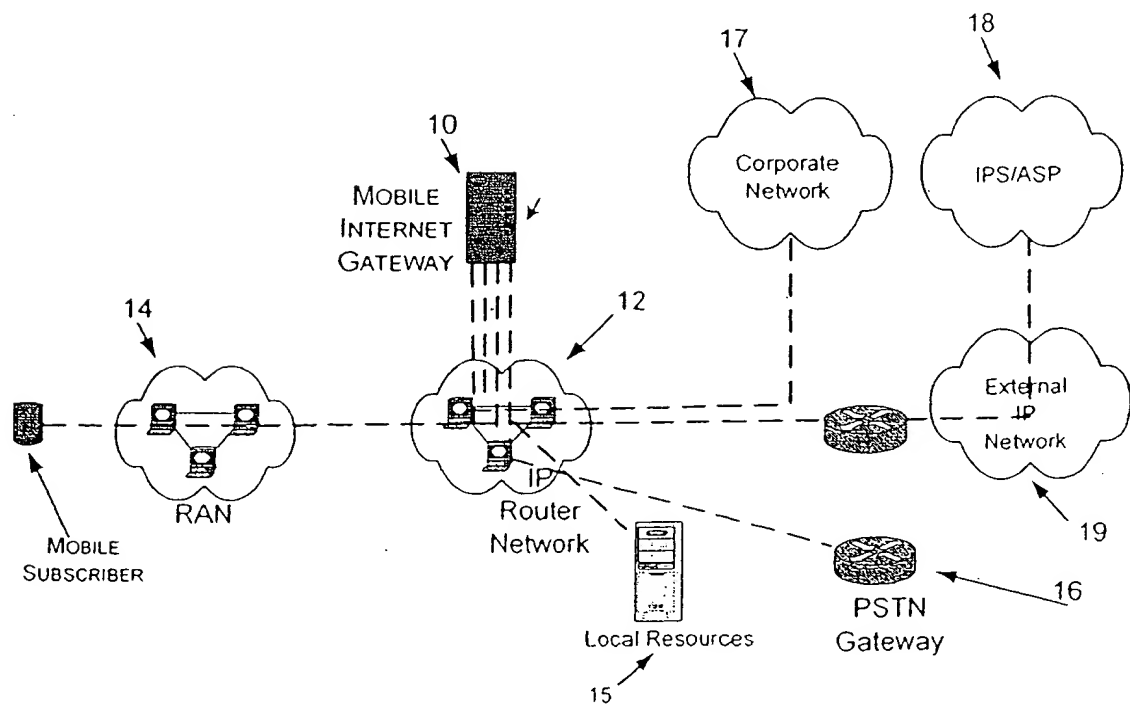 17
18
10
Corporate
Network
IPS/ASP
MOBILE
INTERNET
GATEWAY
14
12
External
IP
Network
IP
RAN
Router
Network
19
MOBILE
SUBSCRIBER
16
PSTN
Gateway
Local Resources
15